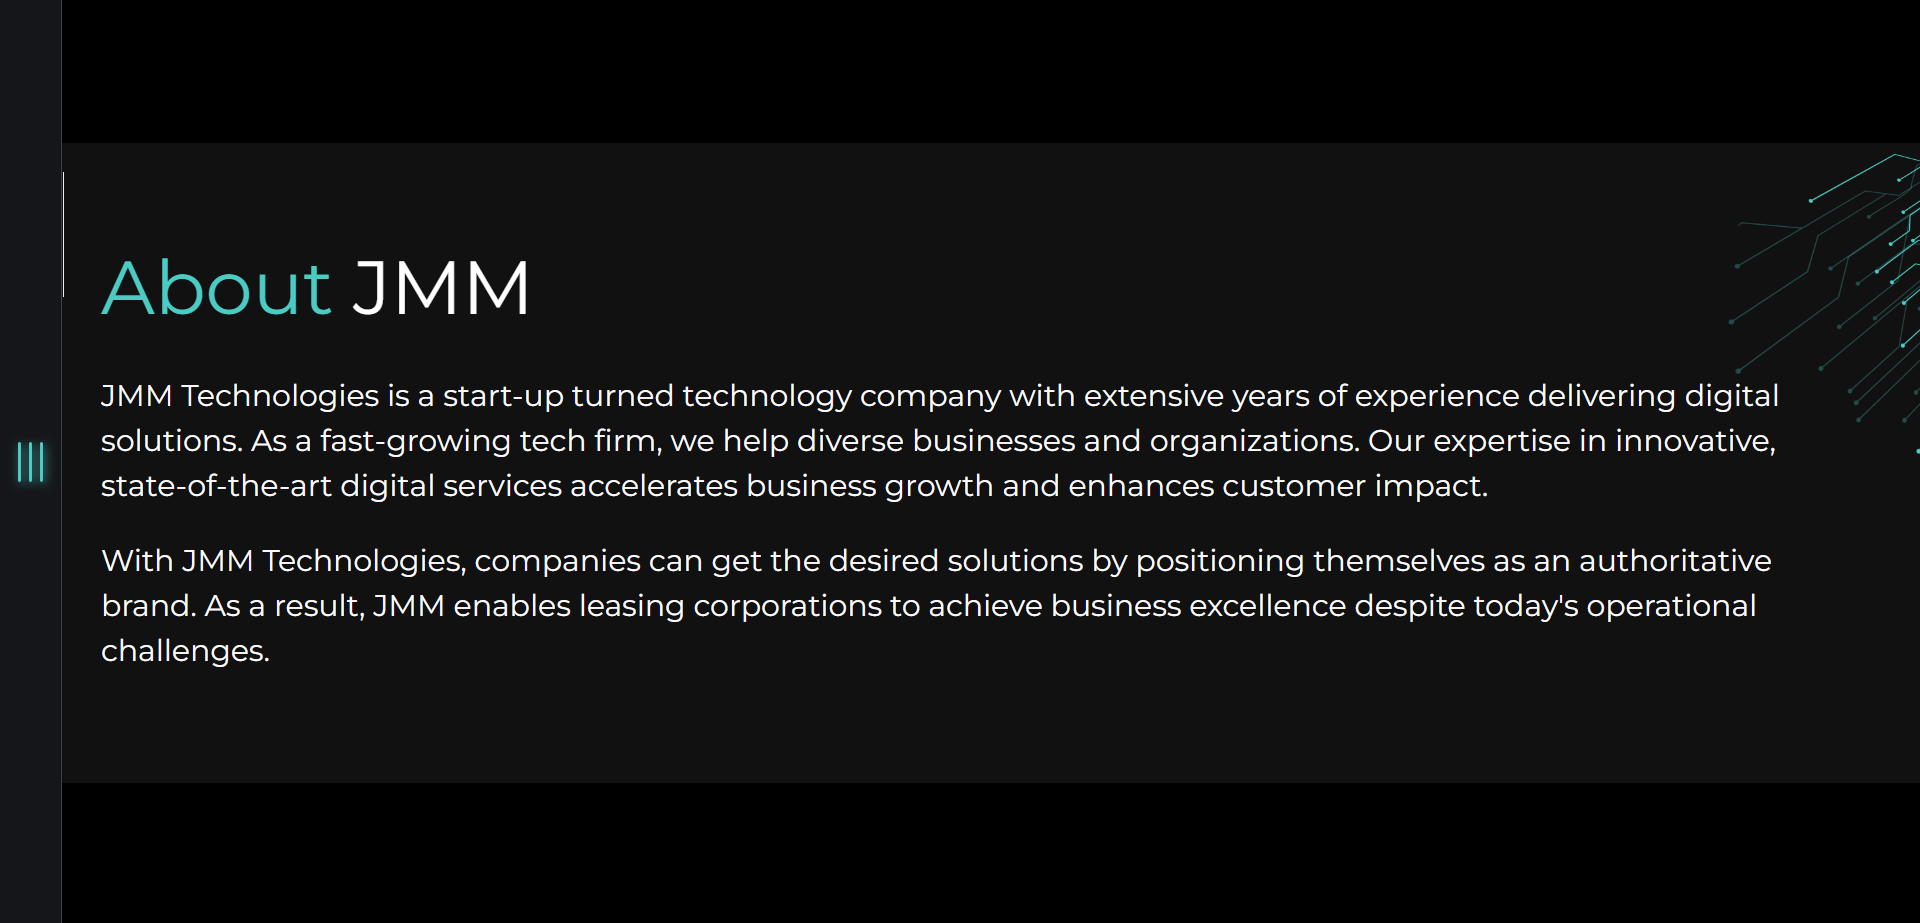 About JMM
JMM Technologies is a start-up turned technology company with extensive years of experience delivering digital
solutions. As a fast-growing tech firm, we help diverse businesses and organizations. Our expertise in innovative,
state-of-the-art digital services accelerates business growth and enhances customer impact.
With JMM Technologies, companies can get the desired solutions by positioning themselves as an authoritative
brand. As a result, JMM enables leasing corporations to achieve business excellence despite today's operational
challenges.